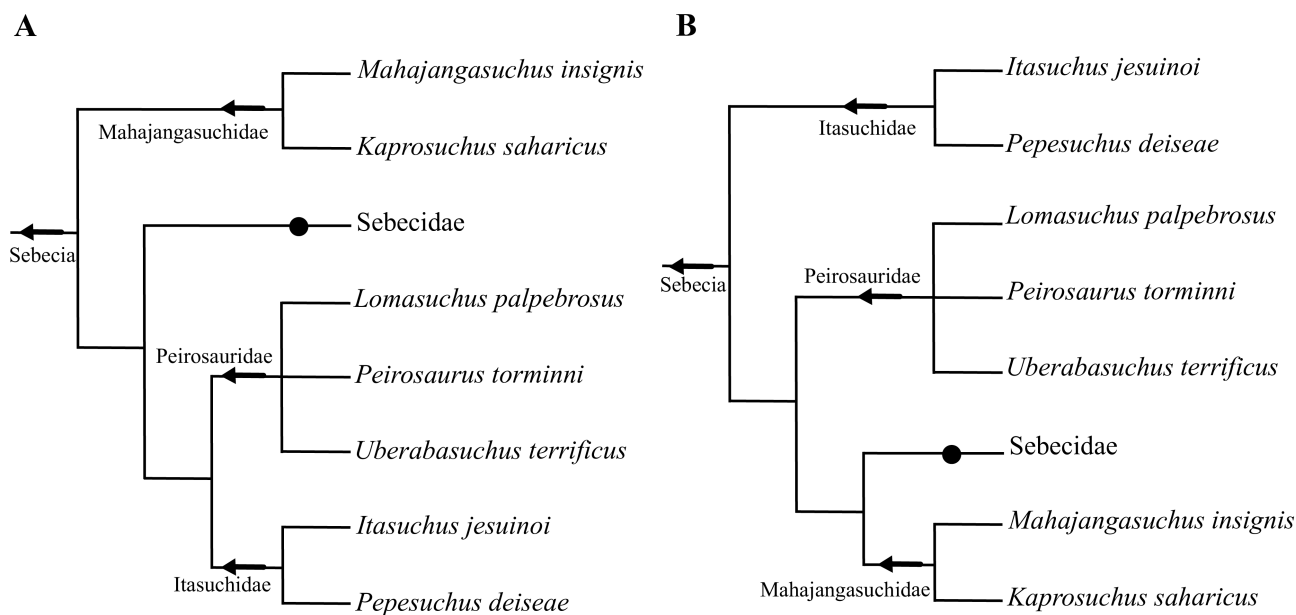 A
Mahajangasuchus insignis
Mahajangasuchidae
Kaprosuchus saharicus
Sebecidae
Sebecia
Lomasuchus palpebrosus
Peirosauridae
Peirosaurus torminni
Uberabasuchus terrificus
Itasuchus jesuinoi
Itasuchidae
Pepesuchus deiseae
B
Itasuchus jesuinoi
Itasuchidae
Pepesuchus deiseae
Lomasuchus palpebrosus
Peirosauridae
Sebecia
Peirosaurus torminni
Uberabasuchus terrificus
Sebecidae
Mahajangasuchus insignis
Mahajangasuchidae
Kaprosuchus saharicus